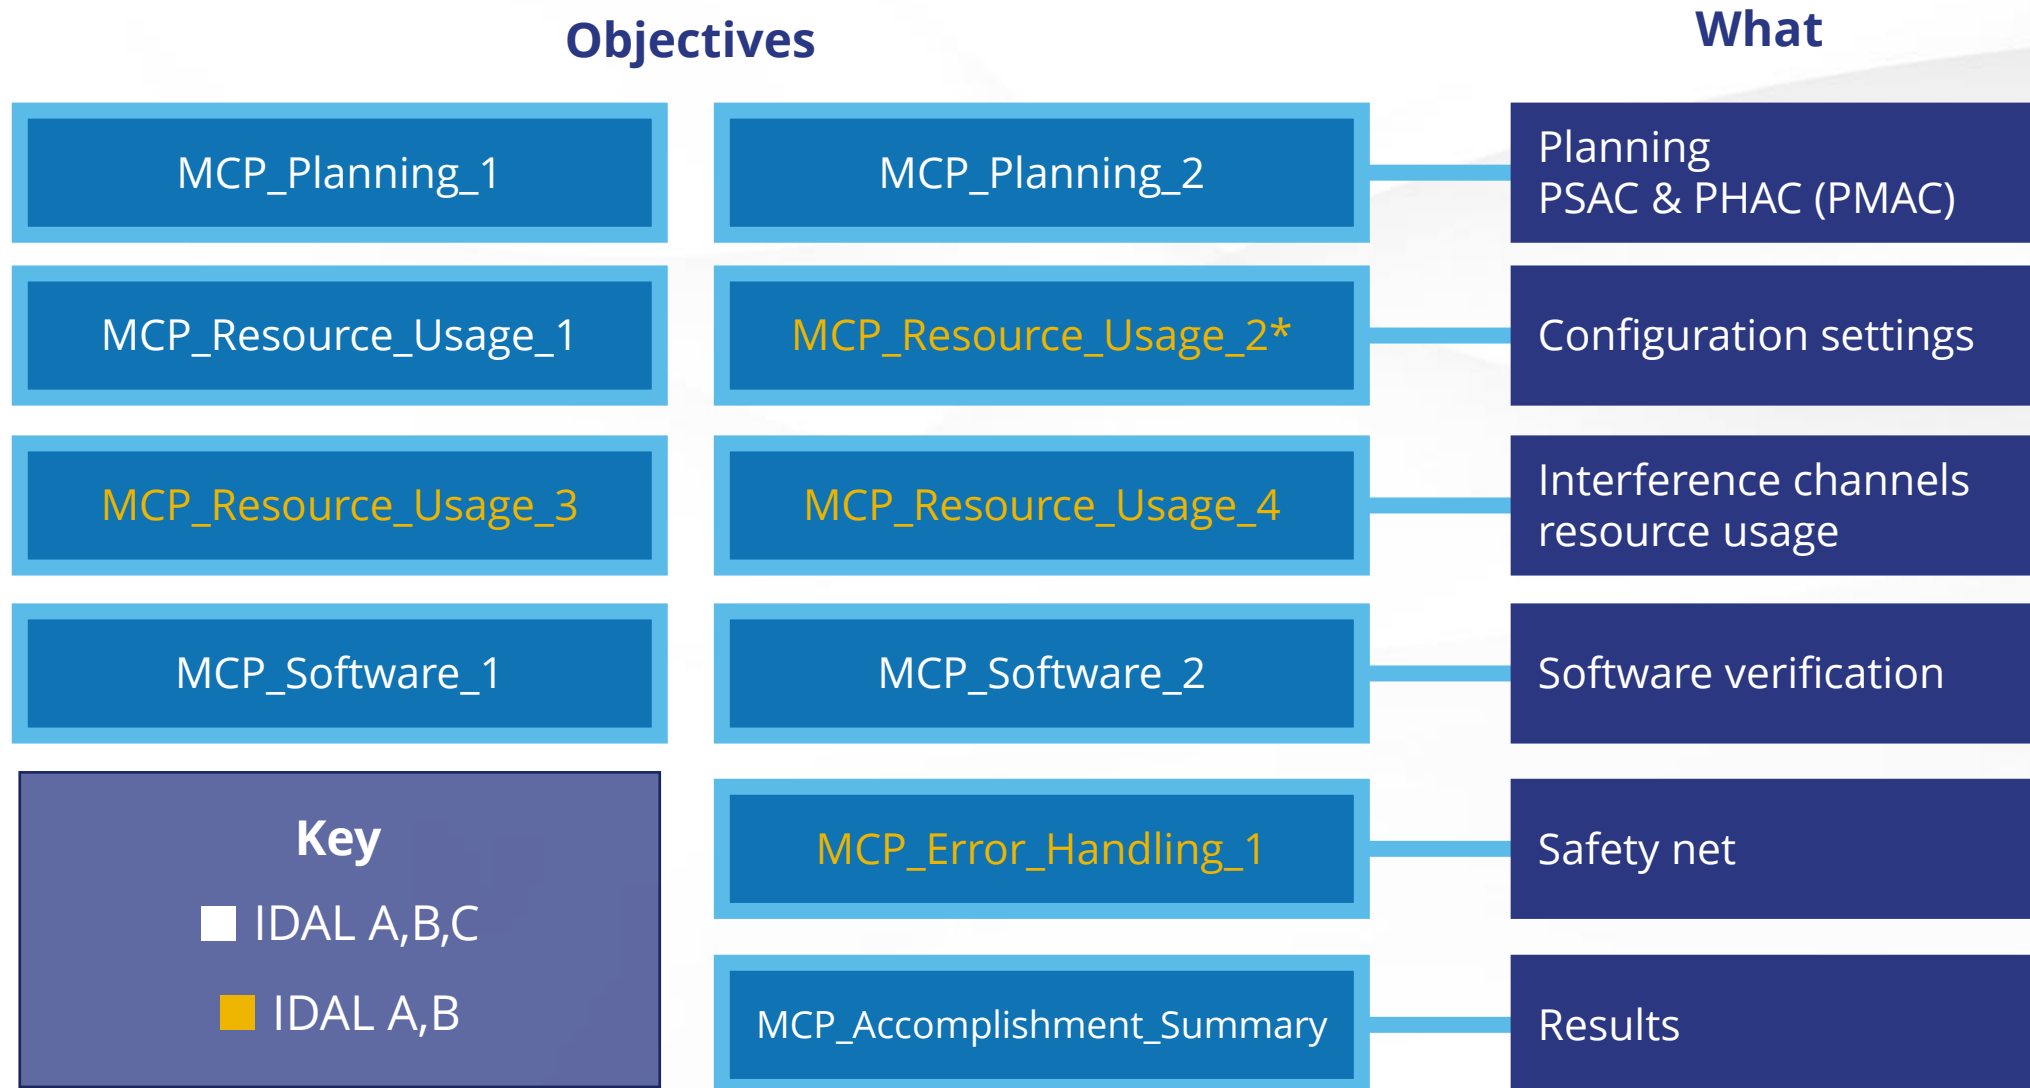 Objectives
What
MCP_Planning_1
MCP_Planning_2
Planning
PSAC & PHAC (PMAC)
MCP_Resource_Usage_1
MCP_Resource_Usage_2*
Configuration settings
MCP_Resource_Usage_3
MCP_Resource_Usage_4
Interference channels
resource usage
MCP_Software_1
MCP_Software_2
Software verification
Key
IDAL A,B,C
IDAL A,B
MCP_Error_Handling_1
Safety net
MCP_Accomplishment_Summary
Results